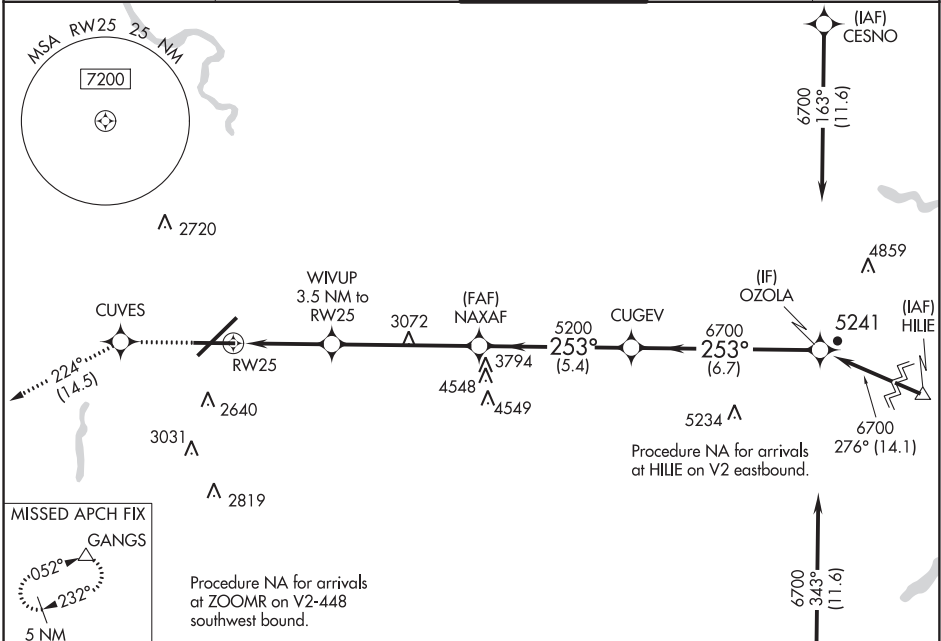 MSA RW25 25 NM
7200
(IAF)
CESNO
6700
163°
(11.6)
2720
4859
WIVUP
3.5 NM to
RW25
(FAF)
NAXAF
(IF)
OZOLA
(IAF)
HILIE
CUVES
3072
5200
253°
(5.4)
CUGEV
6700
253°
(6.7)
5241
RW25
3794
4548
4549
224°
(14.5)
2640
3031
2819
5234
6700
276° (14.1)
Procedure NA for arrivals
at HILIE on V2 eastbound.
MISSED APCH FIX
GANGS
052°
232°
5 NM
Procedure NA for arrivals
at ZOOMR on V2-448
southwest bound.
6700
343°
(11.6)